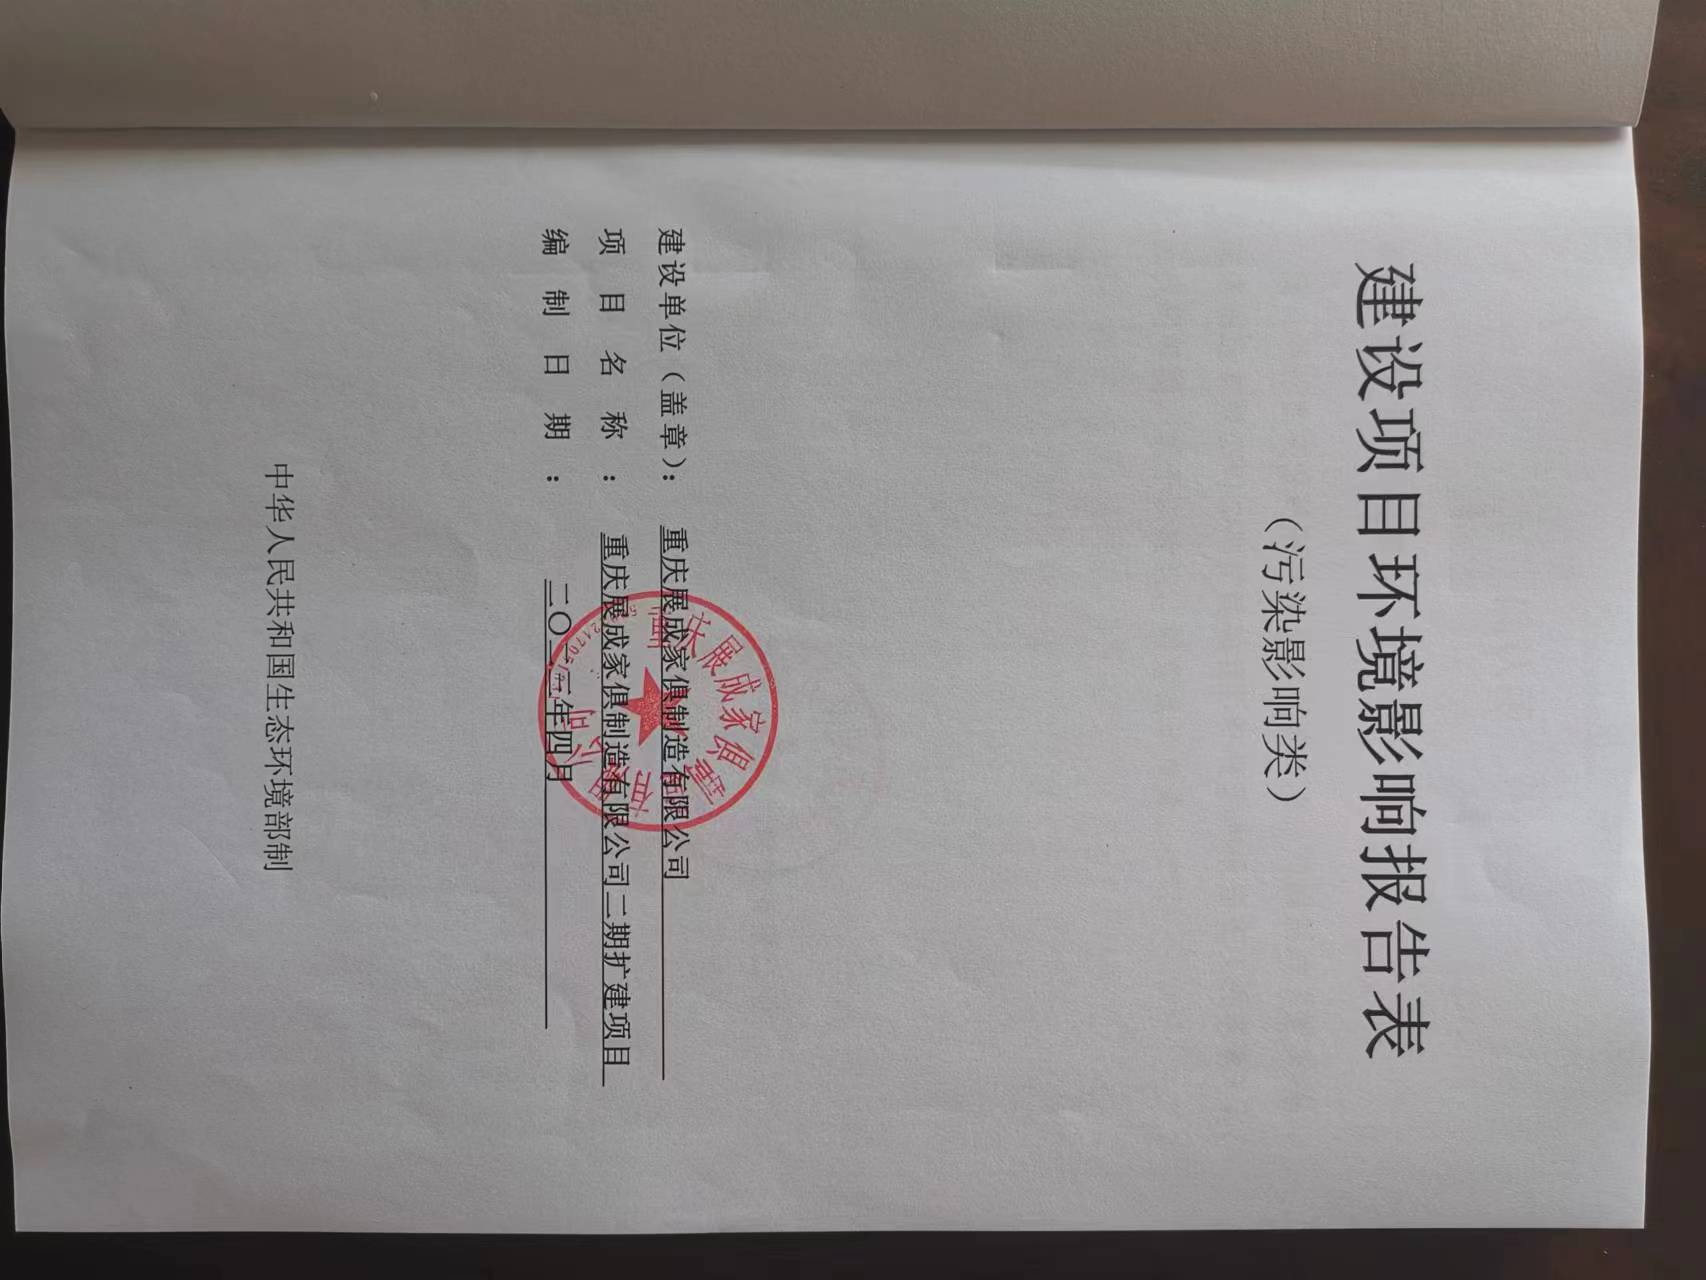 建设项目环境影响报告表
（污染影响类）
建设单位（盖章）： 重庆展成家俱制造有限公司
项目名称： 重庆展成家俱制造有限公司二期扩建项目
编制日期： 年四月
中华人民共和国生态环境部制